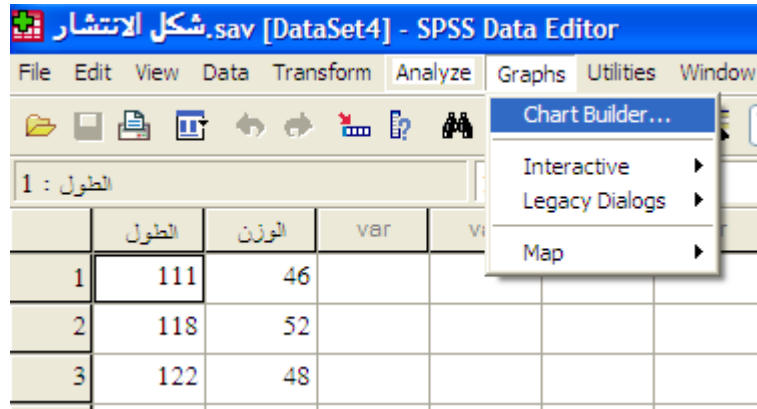 شكل الانتشار.sav [DataSet4] - SPSS Data Editor
File Edit View Data Transform Analyze Graphs Utilities Window
Chart Builder...
Interactive
Legacy Dialogs
Map
1 : الطول
الطول الوزن var
1 111 46
2 118 52
3 122 48